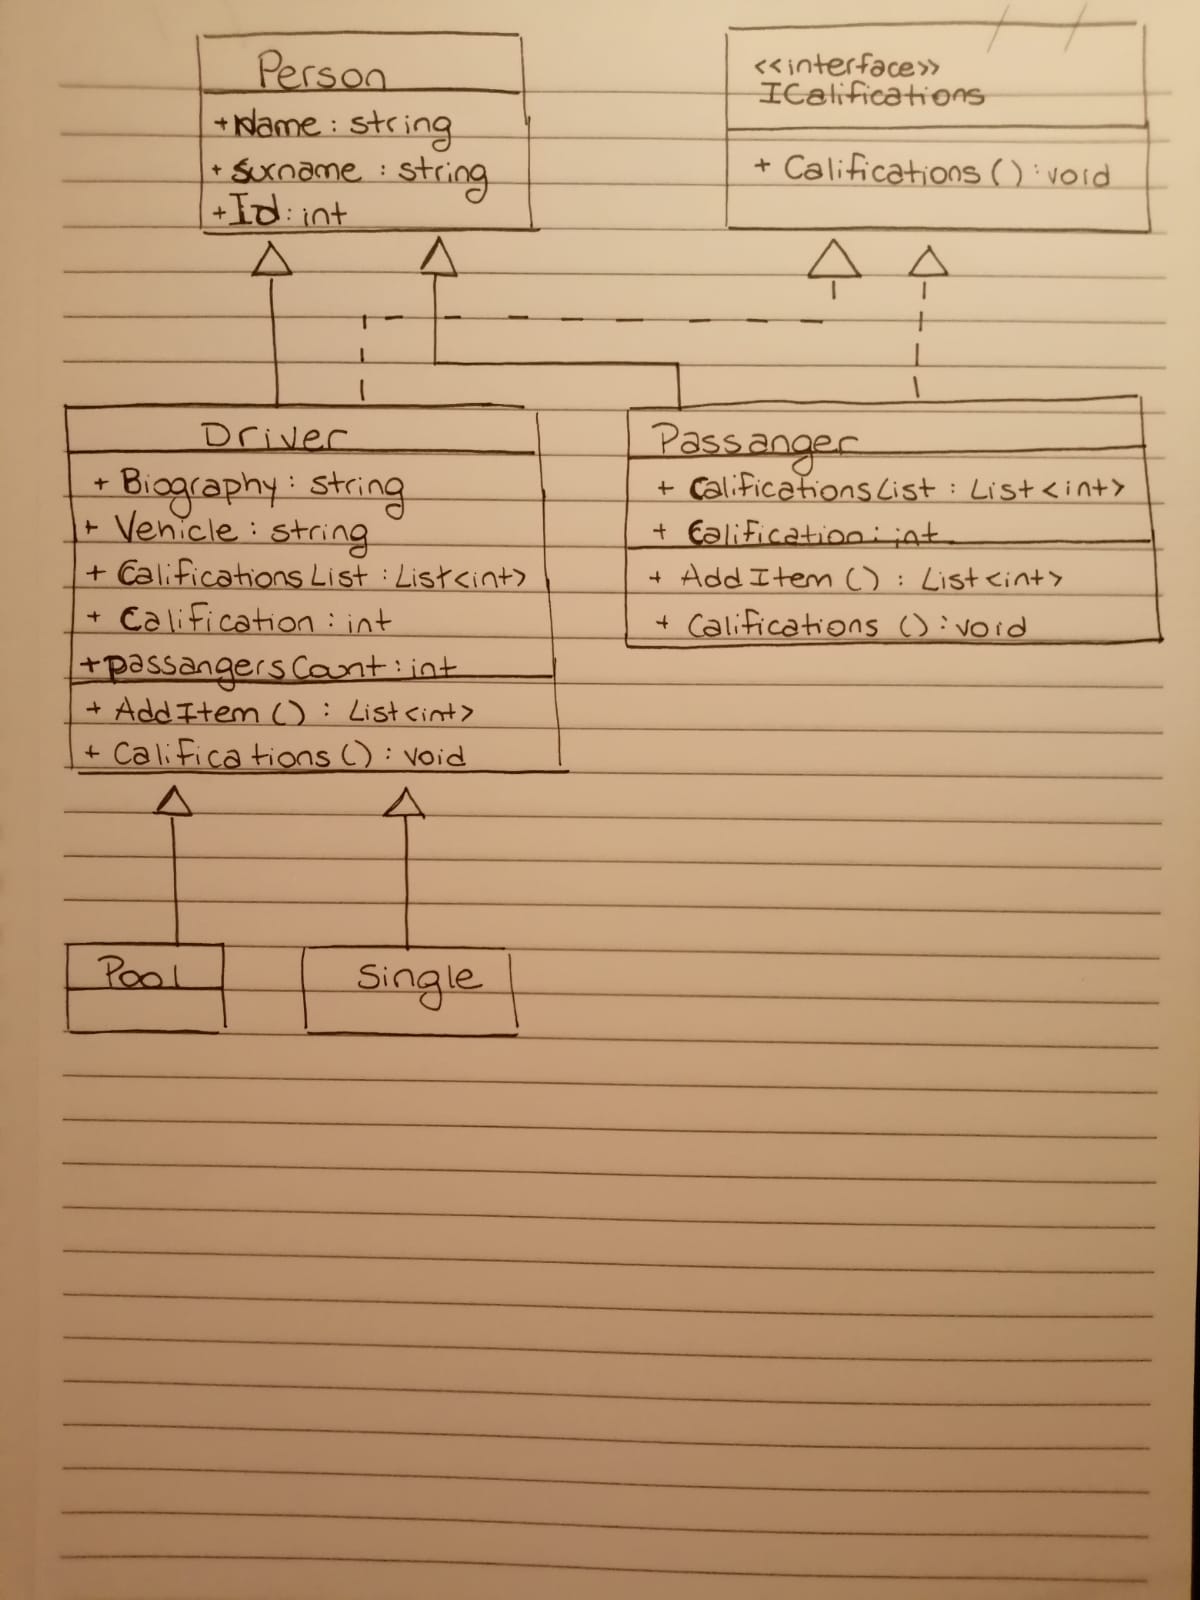 Person
+ Name : string
+ Surname : string
+ Id : int
<<interface>>
ICalifications
+ Califications ( ) : void
Driver
+ Biography : string
+ Vehicle : string
+ Califications List : List <int>
+ Calification : int
+ passangers Count : int
+ Add Item ( ) : List <int>
+ Califications ( ) : void
Passanger
+ Califications List : List <int>
+ Calification : int
+ Add Item ( ) : List <int>
+ Califications ( ) : void
Pool
Single